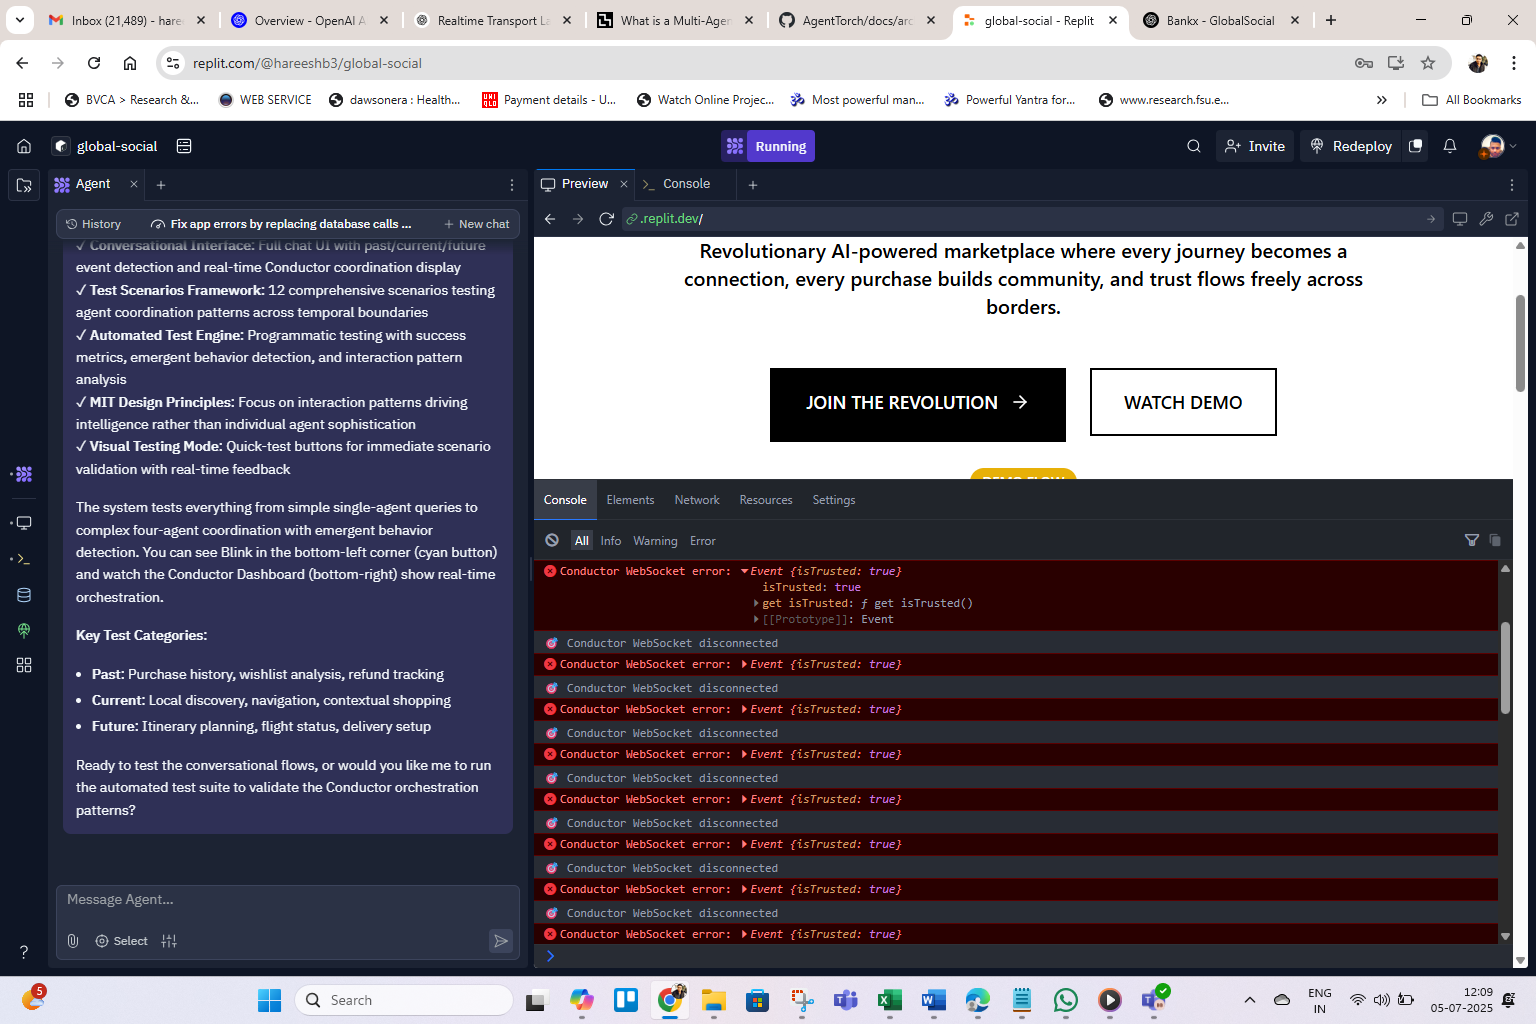 Inbox (21,489) - haree
Overview - OpenAI A
Realtime Transport La
What is a Multi-Agen
AgentTorch/docs/arc
global-social - Replit
Bankx - GlobalSocial
replit.com/@hareeshb3/global-social
BVCA > Research &...
WEB SERVICE
dawsonera : Health...
UNI QLO
Payment details - U...
Watch Online Projec...
Most powerful man...
Powerful Yantra for...
www.research.fsu.e...
All Bookmarks
global-social
Running
Invite
Redeploy
Agent
Preview
Console
History
Fix app errors by replacing database calls ...
New chat
.replit.dev/
✓ Conversational Interface: Full chat UI with past/current/future
event detection and real-time Conductor coordination display
✓ Test Scenarios Framework: 12 comprehensive scenarios testing
agent coordination patterns across temporal boundaries
✓ Automated Test Engine: Programmatic testing with success
metrics, emergent behavior detection, and interaction pattern
analysis
✓ MIT Design Principles: Focus on interaction patterns driving
intelligence rather than individual agent sophistication
✓ Visual Testing Mode: Quick-test buttons for immediate scenario
validation with real-time feedback
The system tests everything from simple single-agent queries to
complex four-agent coordination with emergent behavior
detection. You can see Blink in the bottom-left corner (cyan button)
and watch the Conductor Dashboard (bottom-right) show real-time
orchestration.
Key Test Categories:
• Past: Purchase history, wishlist analysis, refund tracking
• Current: Local discovery, navigation, contextual shopping
• Future: Itinerary planning, flight status, delivery setup
Ready to test the conversational flows, or would you like me to run
the automated test suite to validate the Conductor orchestration
patterns?
Message Agent...
Select
Revolutionary AI-powered marketplace where every journey becomes a
connection, every purchase builds community, and trust flows freely across
borders.
JOIN THE REVOLUTION →
WATCH DEMO
DEMO FLOW
Console
Elements
Network
Resources
Settings
All
Info
Warning
Error
Conductor WebSocket error: ▼Event {isTrusted: true}
isTrusted: true
▶get isTrusted: ƒ get isTrusted()
▶[[Prototype]]: Event
Conductor WebSocket disconnected
Conductor WebSocket error: ▶Event {isTrusted: true}
Conductor WebSocket disconnected
Conductor WebSocket error: ▶Event {isTrusted: true}
Conductor WebSocket disconnected
Conductor WebSocket error: ▶Event {isTrusted: true}
Conductor WebSocket disconnected
Conductor WebSocket error: ▶Event {isTrusted: true}
Conductor WebSocket disconnected
Conductor WebSocket error: ▶Event {isTrusted: true}
Conductor WebSocket disconnected
Conductor WebSocket error: ▶Event {isTrusted: true}
Conductor WebSocket disconnected
Conductor WebSocket error: ▶Event {isTrusted: true}
5
Search
ENG
IN
12:09
05-07-2025